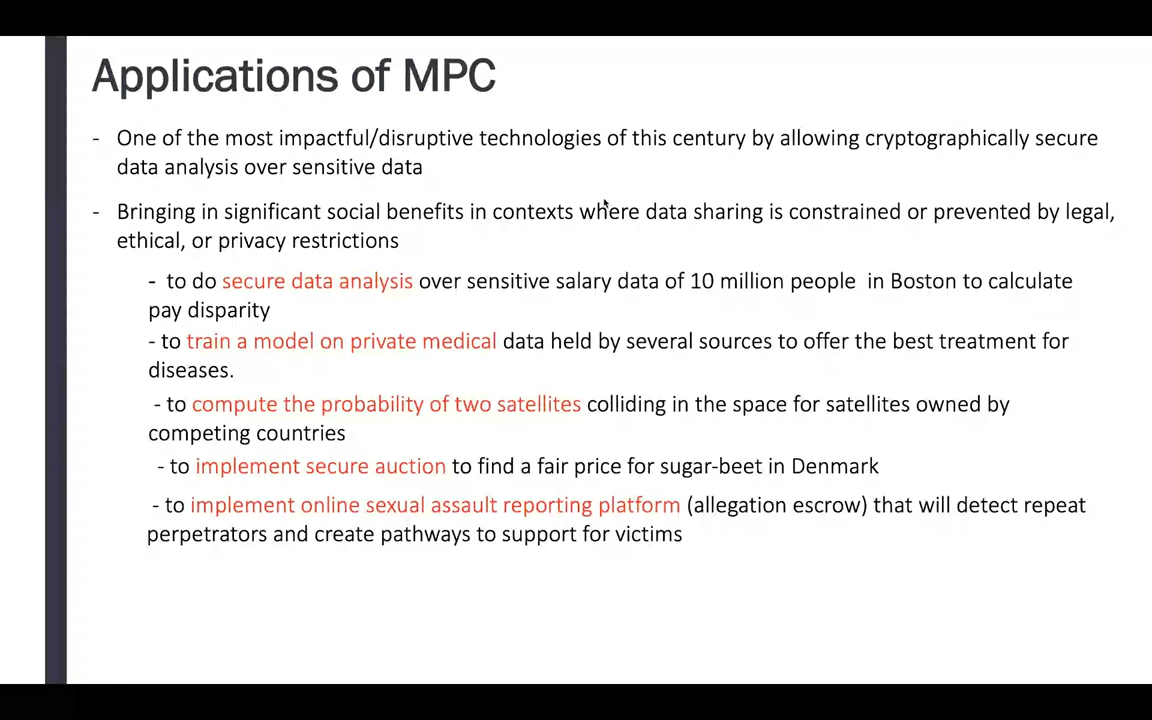 Applications of MPC
- One of the most impactful/disruptive technologies of this century by allowing cryptographically secure
data analysis over sensitive data
- Bringing in significant social benefits in contexts where data sharing is constrained or prevented by legal,
ethical, or privacy restrictions
- to do secure data analysis over sensitive salary data of 10 million people in Boston to calculate
pay disparity
- to train a model on private medical data held by several sources to offer the best treatment for
diseases.
- to compute the probability of two satellites colliding in the space for satellites owned by
competing countries
- to implement secure auction to find a fair price for sugar-beet in Denmark
- to implement online sexual assault reporting platform (allegation escrow) that will detect repeat
perpetrators and create pathways to support for victims